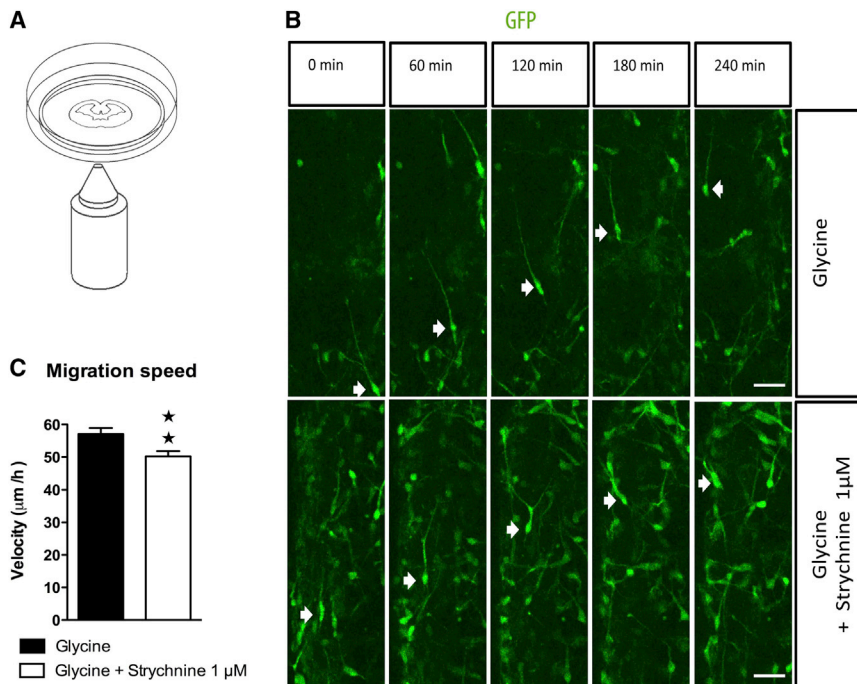 A
B
GFP
0 min
60 min
120 min
180 min
240 min
Glycine
Glycine
+ Strychnine 1µM
C
Migration speed
60
50
40
30
20
10
0
Velocity (µm /h)
★
★
Glycine
Glycine + Strychnine 1 µM